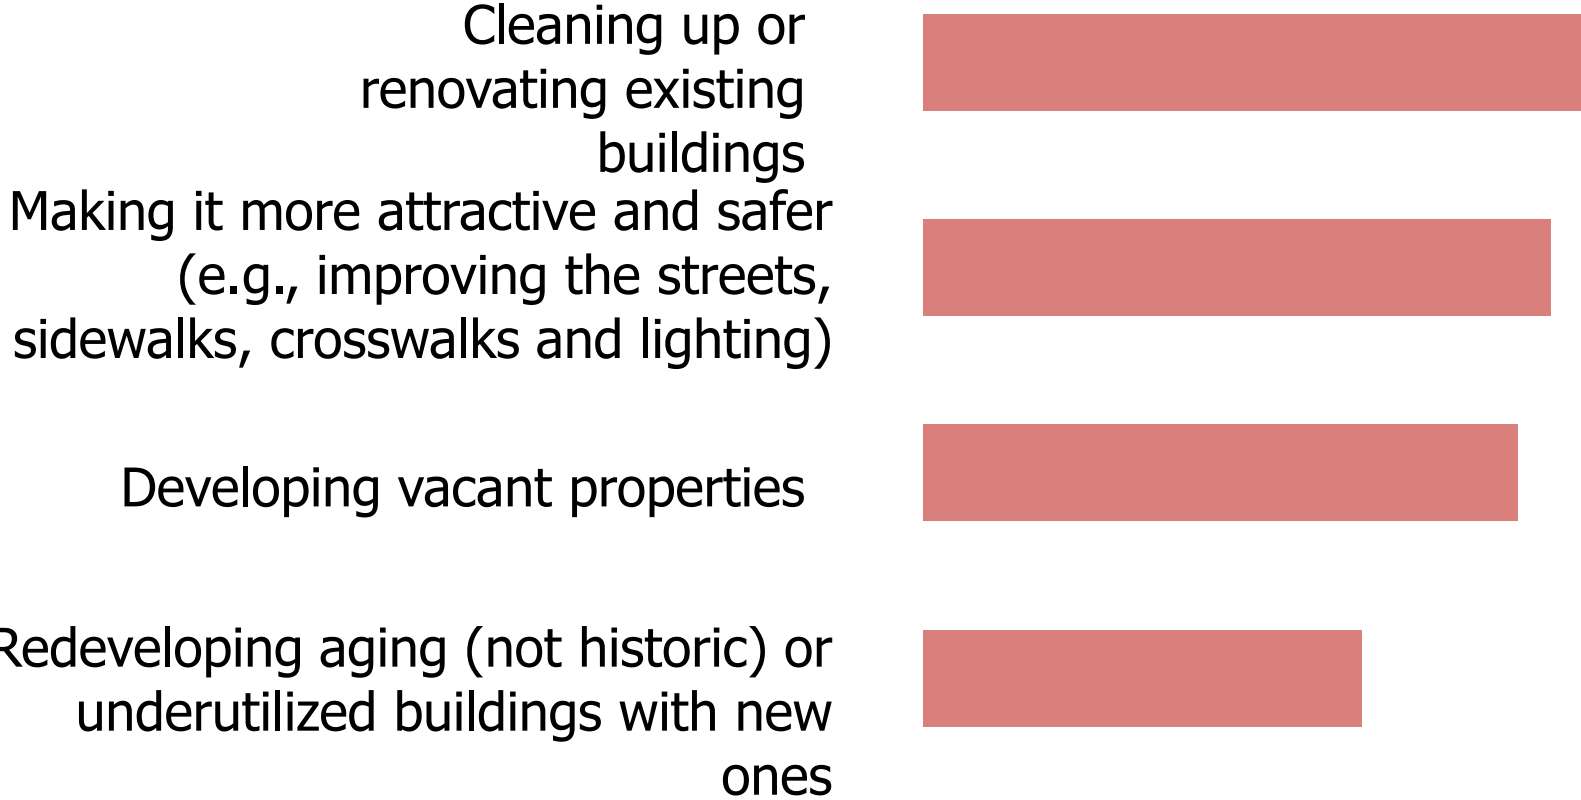 Cleaning up or
renovating existing
buildings
Making it more attractive and safer
(e.g., improving the streets,
sidewalks, crosswalks and lighting)
Developing vacant properties
Redeveloping aging (not historic) or
underutilized buildings with new
ones